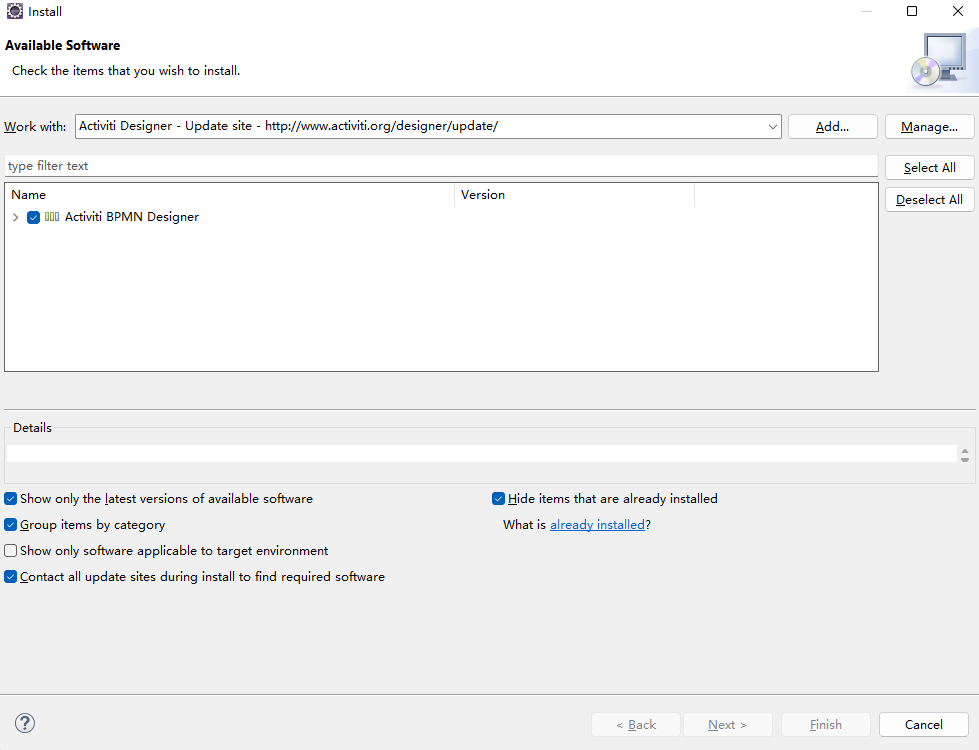 Install
Available Software
Check the items that you wish to install.
Work with: Activiti Designer - Update site - http://www.activiti.org/designer/update/ Add... Manage...
type filter text Select All
Name Version Deselect All
Activiti BPMN Designer
Details
Show only the latest versions of available software Hide items that are already installed
Group items by category What is already installed?
Show only software applicable to target environment
Contact all update sites during install to find required software
? < Back Next > Finish Cancel